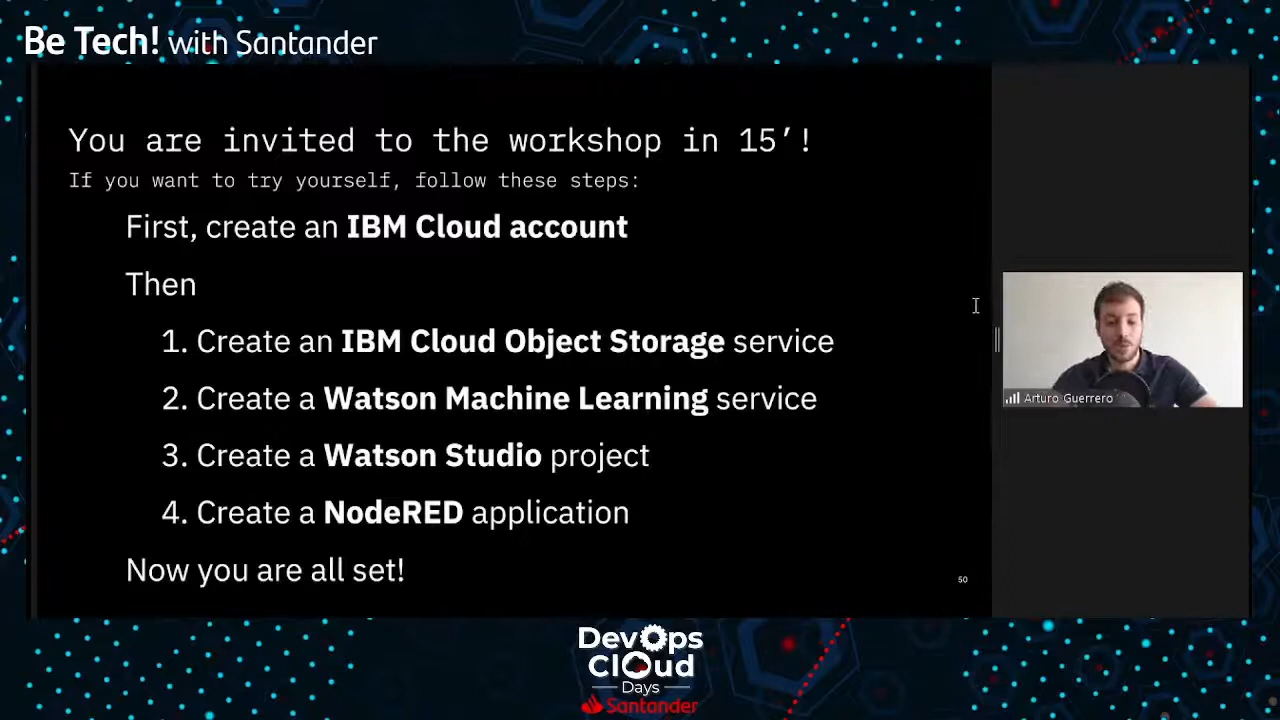 Be Tech! with Santander
You are invited to the workshop in 15’!
If you want to try yourself, follow these steps:
First, create an IBM Cloud account
Then
1. Create an IBM Cloud Object Storage service
2. Create a Watson Machine Learning service
3. Create a Watson Studio project
4. Create a NodeRED application
Now you are all set!
50
Arturo Guerrero
DevOps
Cloud
Days
Santander